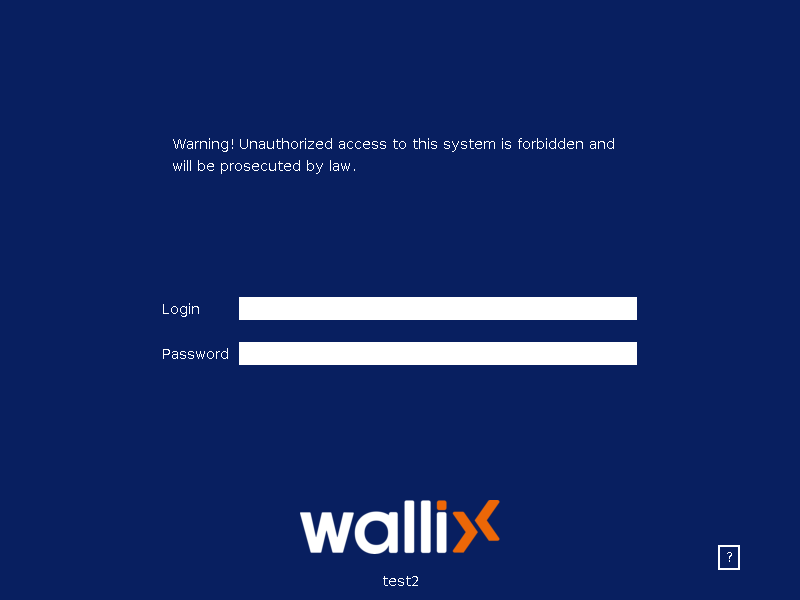 Warning! Unauthorized access to this system is forbidden and
will be prosecuted by law.
Login
Password
wallix
?
test2